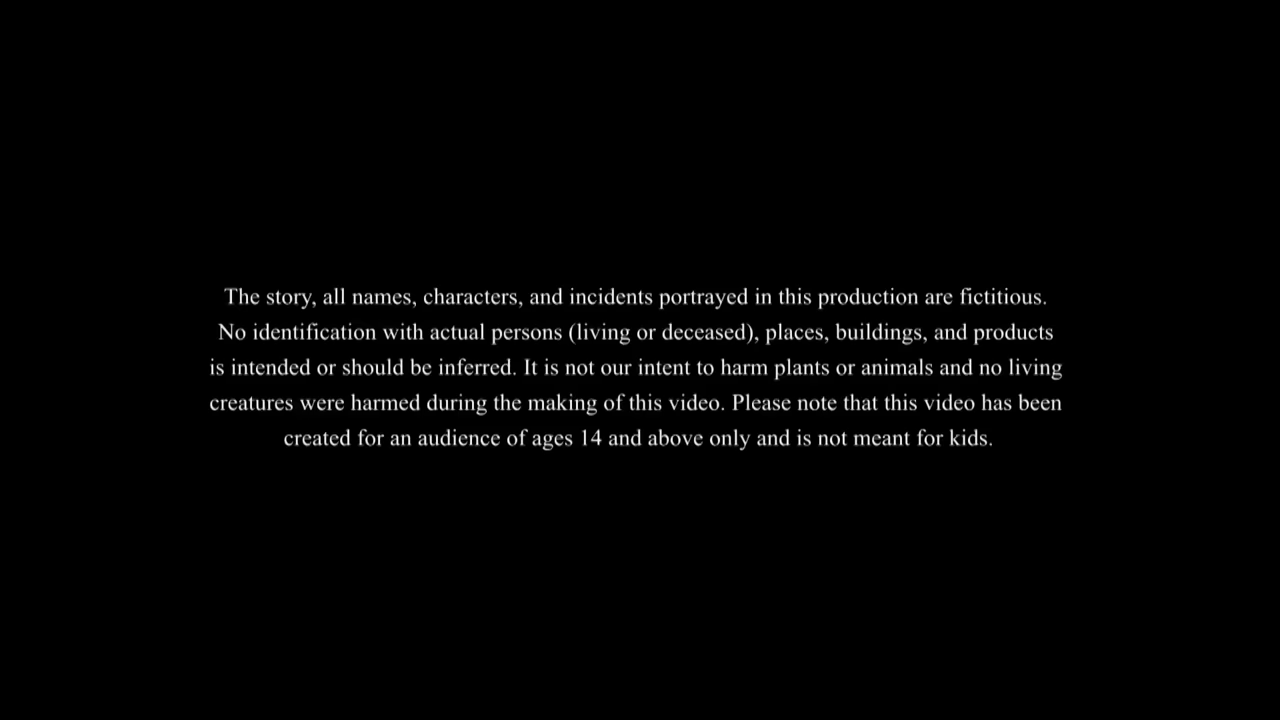 The story, all names, characters, and incidents portrayed in this production are fictitious.
No identification with actual persons (living or deceased), places, buildings, and products
is intended or should be inferred. It is not our intent to harm plants or animals and no living
creatures were harmed during the making of this video. Please note that this video has been
created for an audience of ages 14 and above only and is not meant for kids.